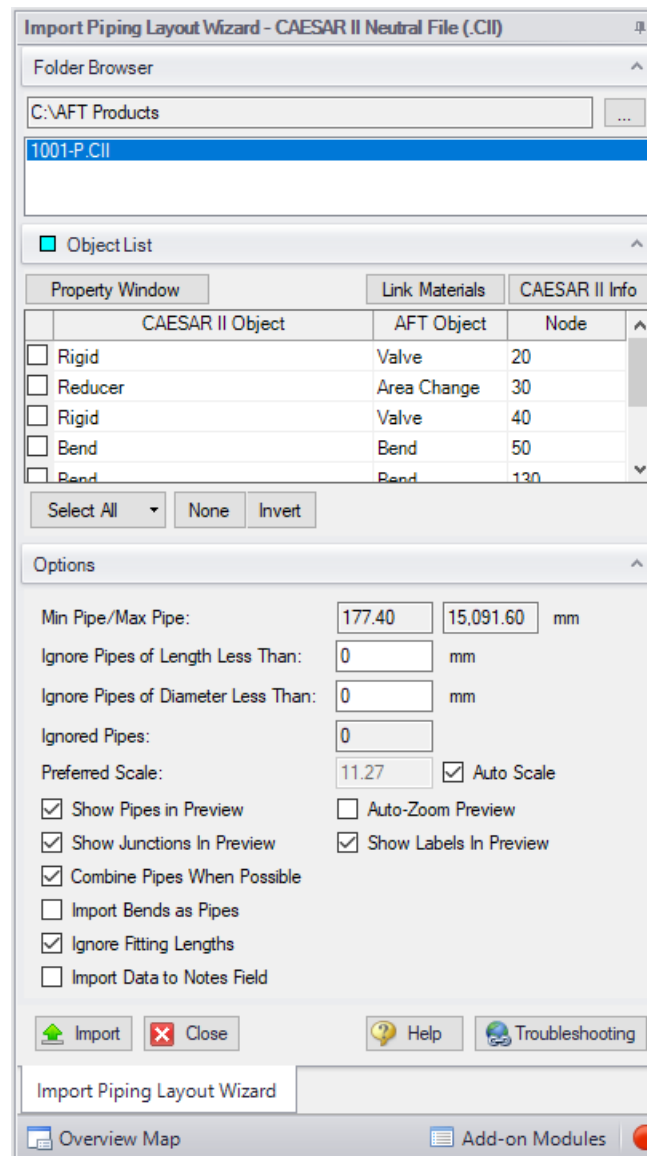 Import Piping Layout Wizard - CAESAR II Neutral File (.CII)
Folder Browser
C:\AFT Products
...
1001-P.CII
Object List
Property Window Link Materials CAESAR II Info
CAESAR II Object AFT Object Node
Rigid Valve 20
Reducer Area Change 30
Rigid Valve 40
Bend Bend 50
Bend Bend 130
Select All None Invert
Options
Min Pipe/Max Pipe: 177.40 15,091.60 mm
Ignore Pipes of Length Less Than: 0 mm
Ignore Pipes of Diameter Less Than: 0 mm
Ignored Pipes: 0
Preferred Scale: 11.27 Auto Scale
Show Pipes in Preview Auto-Zoom Preview
Show Junctions In Preview Show Labels In Preview
Combine Pipes When Possible
Import Bends as Pipes
Ignore Fitting Lengths
Import Data to Notes Field
Import Close Help Troubleshooting
Import Piping Layout Wizard
Overview Map Add-on Modules